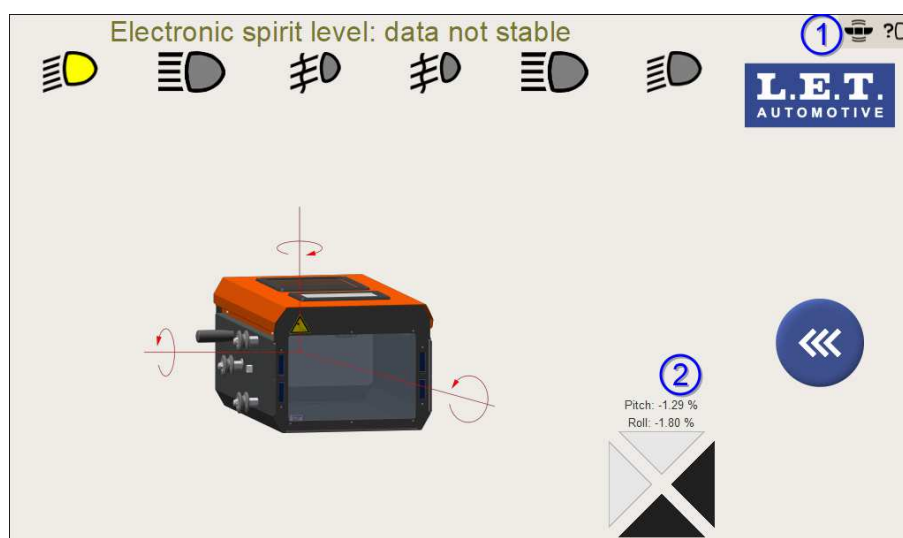 Electronic spirit level: data not stable
1
?
L.E.T.
AUTOMOTIVE
2
Pitch: -1.29 %
Roll: -1.80 %